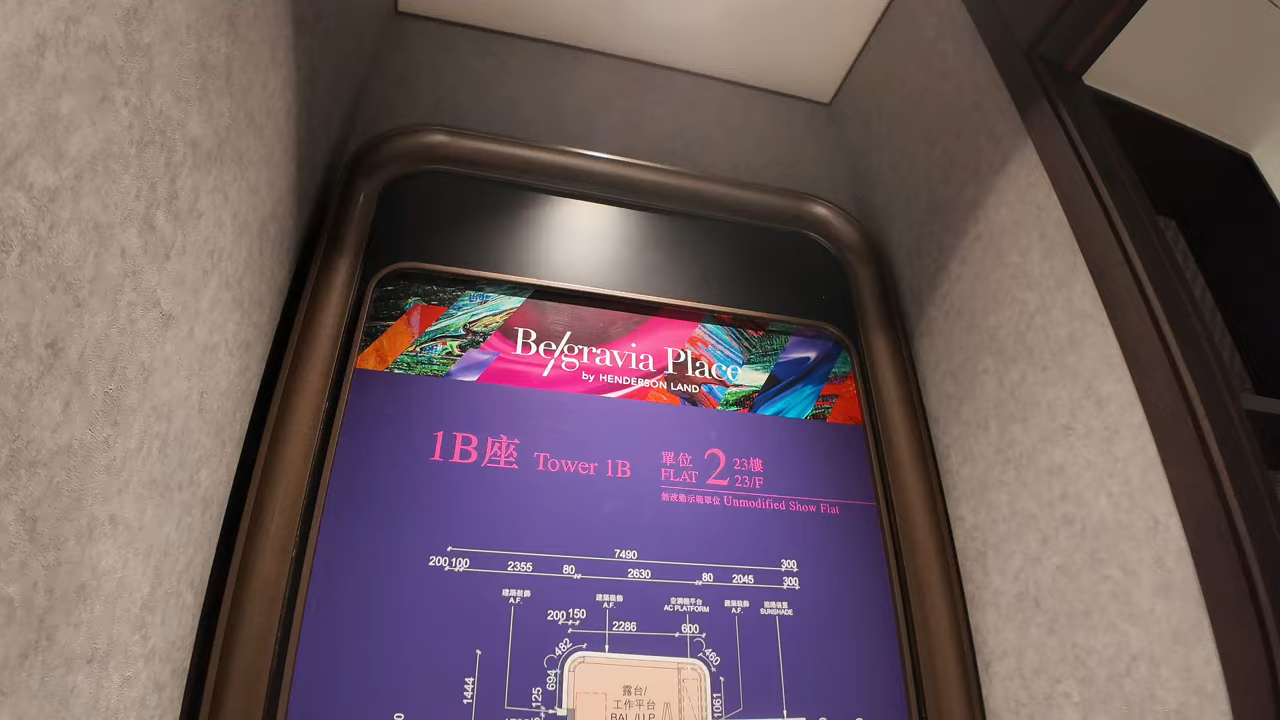 Belgravia Place
by HENDERSON LAND
1B座 Tower 1B
單位 FLAT 2 23樓 23/F
無改動示範單位 Unmodified Show Flat
7490 300
200 100 2355 80 2630 80 2045 300
建築裝飾 A.F.
建築裝飾 A.F.
空調機平台 AC PLATFORM
建築裝飾 A.F.
遮陽裝置 SUNSHADE
200 150
2286 600
482 460
694
1444
125
1061
露台/
工作平台
BAL./U.P.